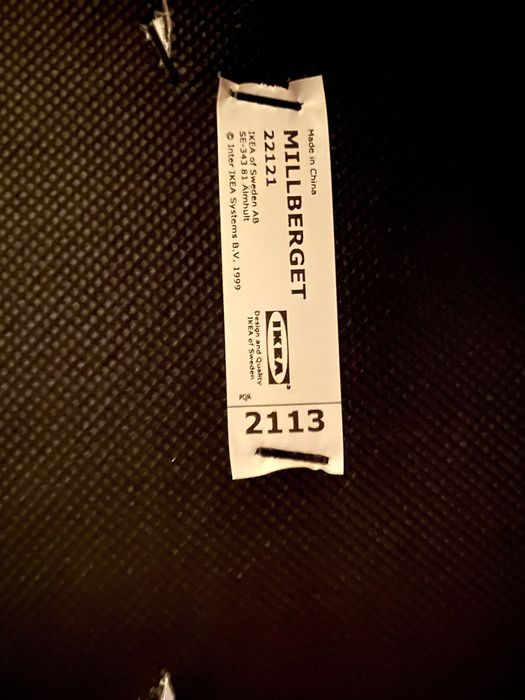 Made in China
MILLBERGET
22121
IKEA of Sweden AB
SE-343 81 Älmhult
© Inter IKEA Systems B.V. 1999
IKEA
Design and Quality
IKEA of Sweden
2113